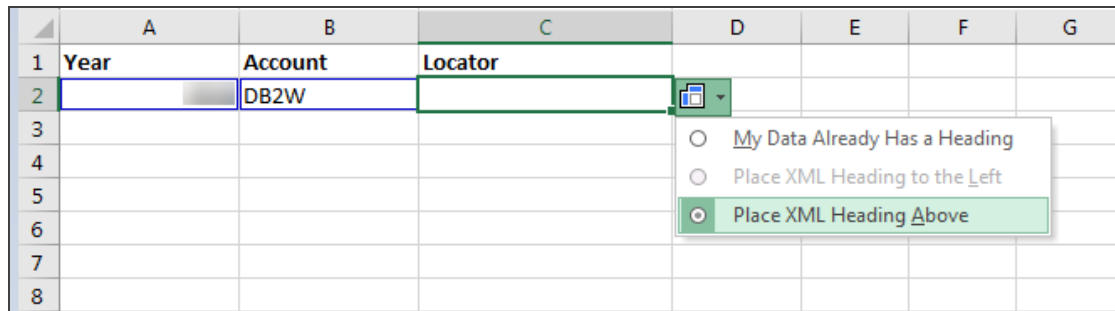 A B C D E F G
1 Year Account Locator
2 DB2W
3 My Data Already Has a Heading
4 Place XML Heading to the Left
5
6 Place XML Heading Above
7
8